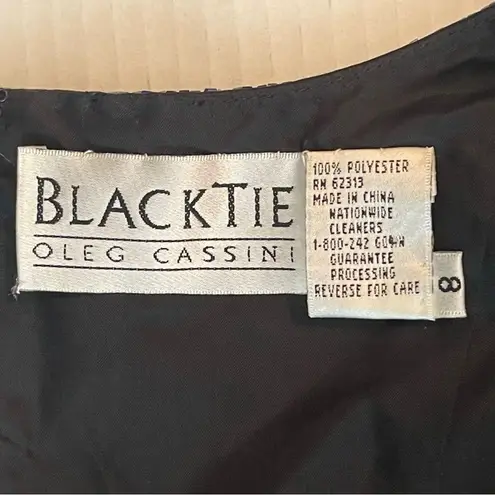 BLACKTIE
OLEG CASSINI
100% POLYESTER
RN 62313
MADE IN CHINA
NATIONWIDE
CLEANERS
1-800-242 GOWN
GUARANTEE
PROCESSING
REVERSE FOR CARE
8